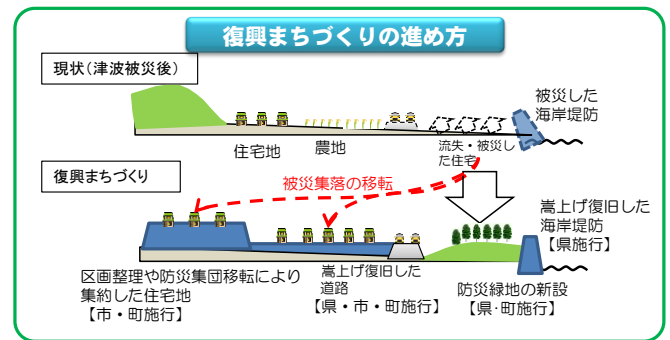 復興まちづくりの進め方
現状(津波被災後)
被災した
海岸堤防
住宅地
農地
流失・被災し
た住宅
復興まちづくり
被災集落の移転
嵩上げ復旧した
海岸堤防
【県施行】
区画整理や防災集団移転により
集約した住宅地
【市・町施行】
嵩上げ復旧した
道路
【県・市・町施行】
防災緑地の新設
【県・町施行】